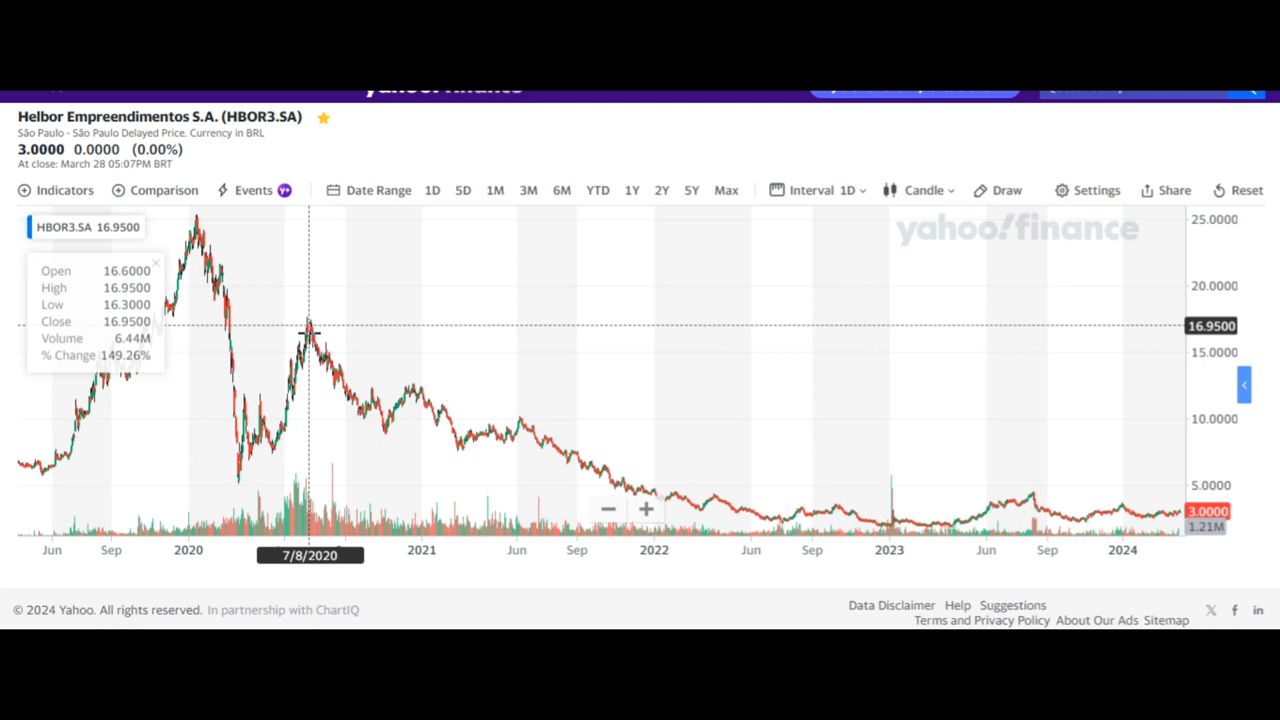 Helbor Empreendimentos S.A. (HBOR3.SA)
São Paulo - São Paulo Delayed Price. Currency in BRL
3.0000 0.0000 (0.00%)
At close: March 28 05:07PM BRT
Indicators Comparison Events Y+ Date Range 1D 5D 1M 3M 6M YTD 1Y 2Y 5Y Max Interval 1D Candle Draw Settings Share Reset
HBOR3.SA 16.9500
yahoo!finance
25.0000
Open 16.6000
High 16.9500
Low 16.3000
Close 16.9500
Volume 6.44M
% Change 149.26%
20.0000
16.9500
15.0000
10.0000
5.0000
3.0000
1.21M
Jun Sep 2020 7/8/2020 2021 Jun Sep 2022 Jun Sep 2023 Jun Sep 2024
© 2024 Yahoo. All rights reserved. In partnership with ChartIQ
Data Disclaimer Help Suggestions
Terms and Privacy Policy About Our Ads Sitemap